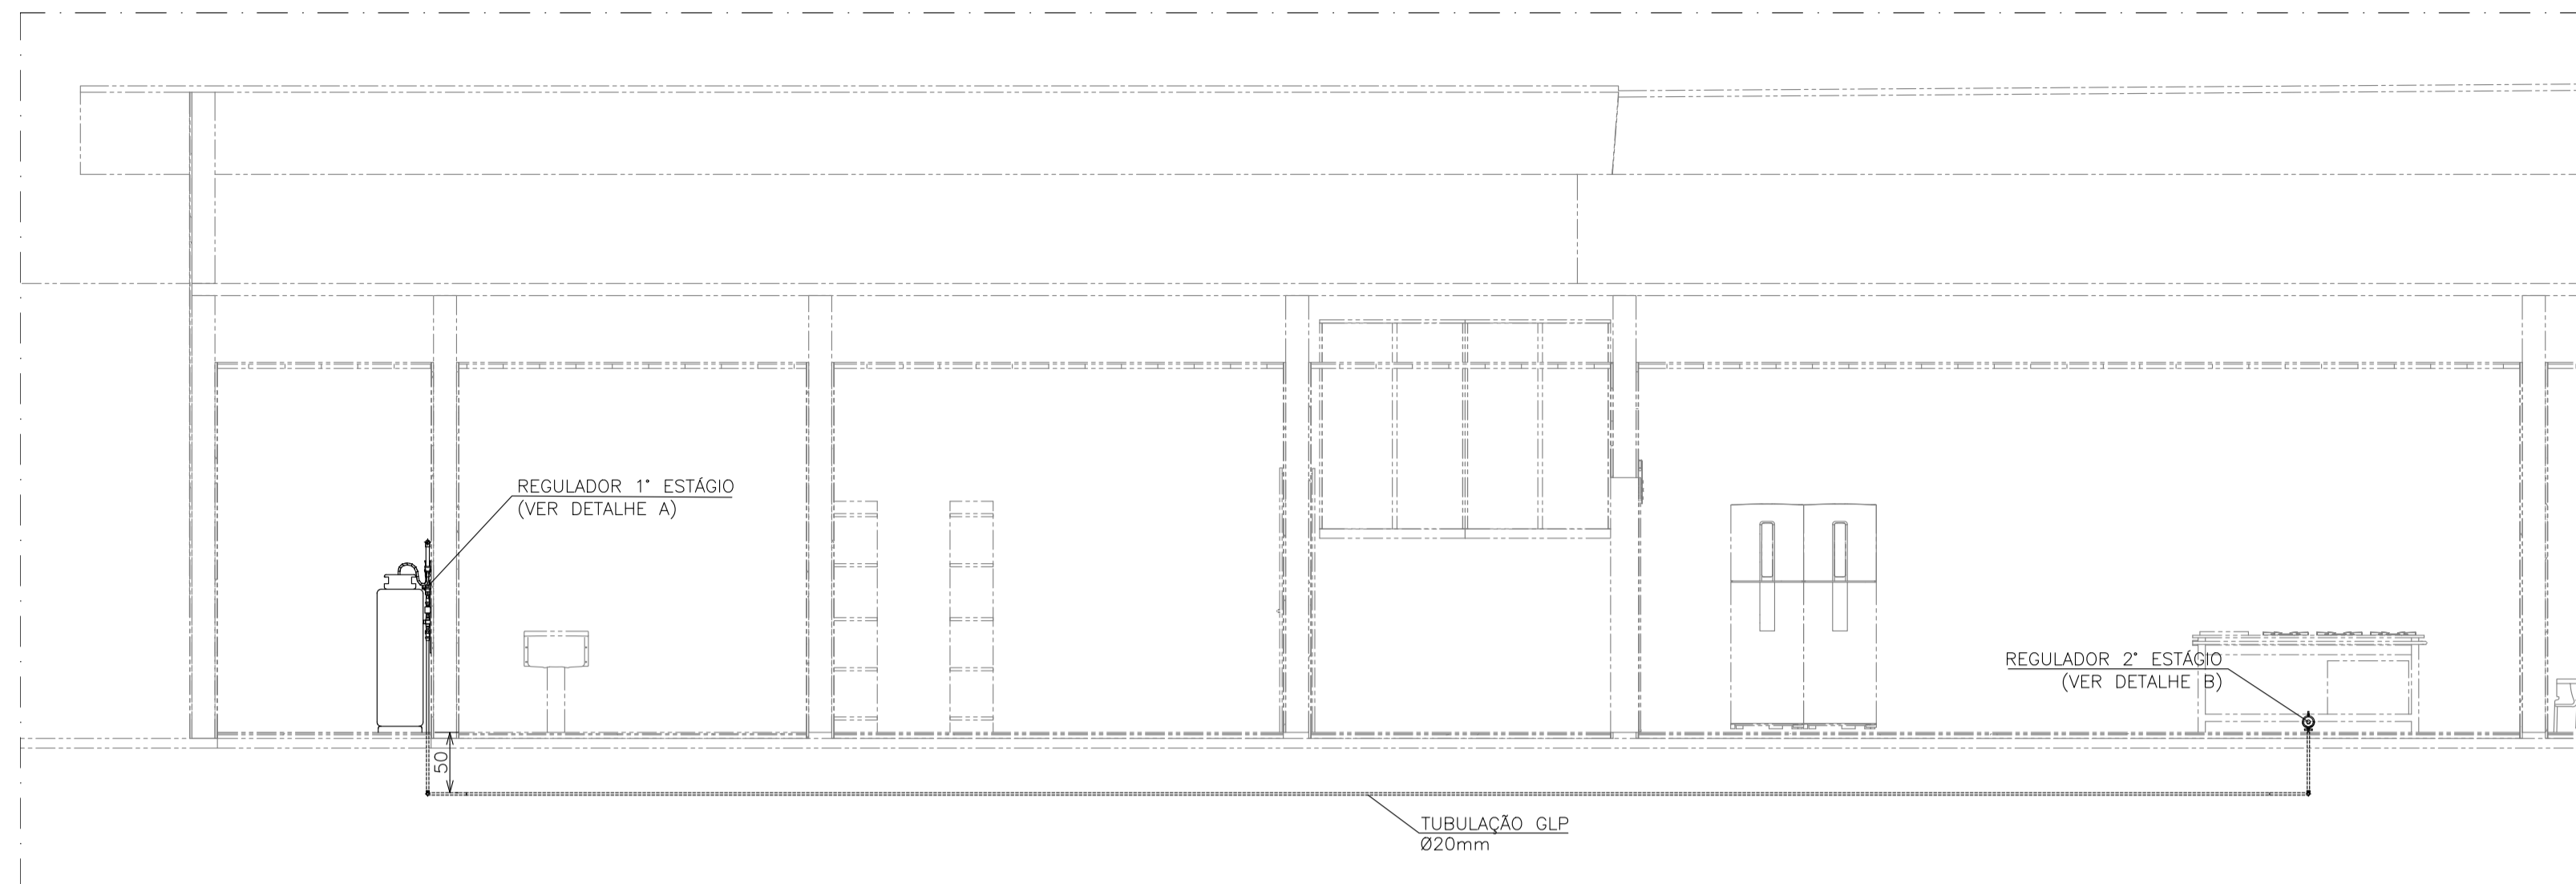 REGULADOR 1° ESTÁGIO
(VER DETALHE A)
REGULADOR 2° ESTÁGIO
(VER DETALHE B)
50
TUBULAÇÃO GLP
Ø20mm